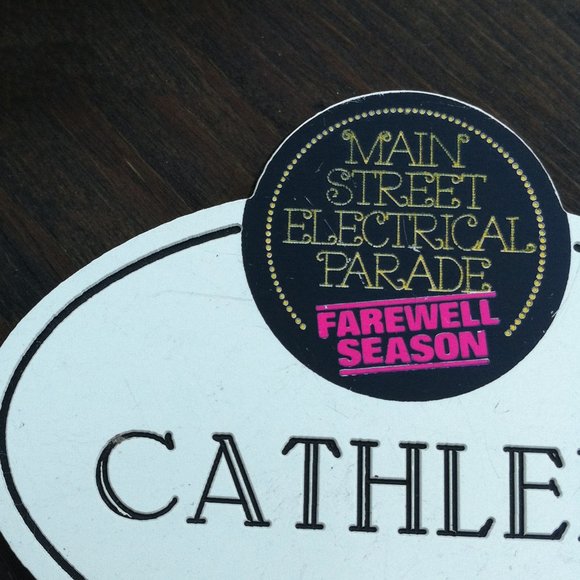 MAIN
STREET
ELECTRICAL
PARADE
FAREWELL
SEASON
CATHLE